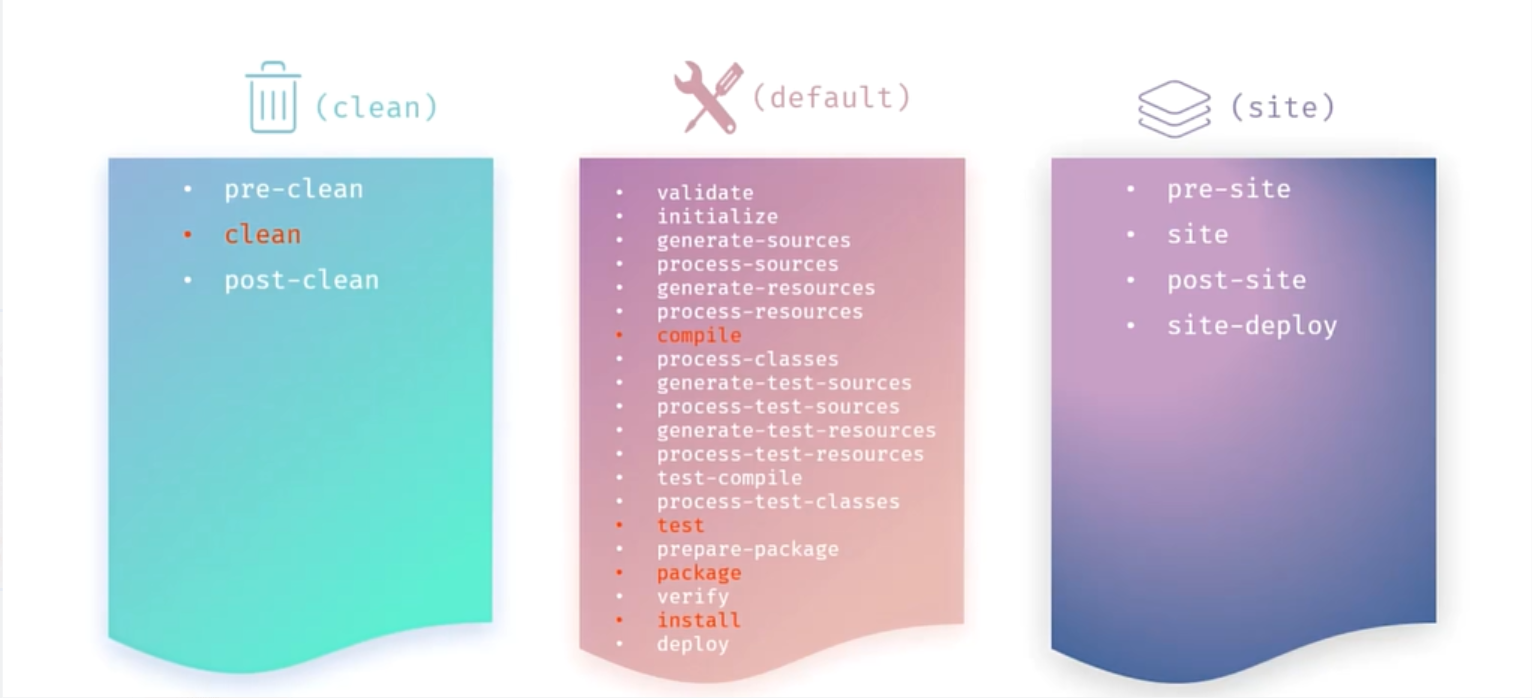 (clean)
• pre-clean
• clean
• post-clean
(default)
• validate
• initialize
• generate-sources
• process-sources
• generate-resources
• process-resources
• compile
• process-classes
• generate-test-sources
• process-test-sources
• generate-test-resources
• process-test-resources
• test-compile
• process-test-classes
• test
• prepare-package
• package
• verify
• install
• deploy
(site)
• pre-site
• site
• post-site
• site-deploy